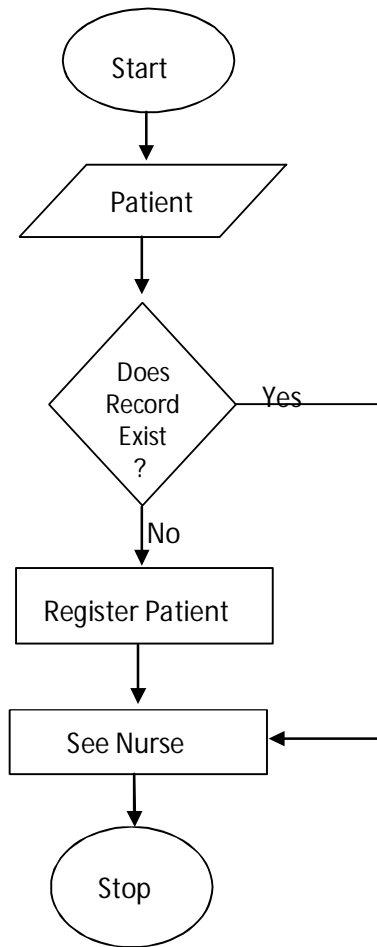 Start
Patient
Does
Record
Exist
?
Yes
No
Register Patient
See Nurse
Stop